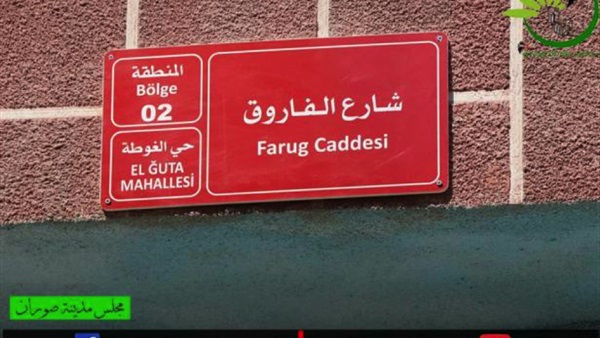 المنطقة
Bölge
02
حي الغوطة
EL ĞUTA
MAHALLESİ
شارع الفاروق
Farug Caddesi
مجلس مدينة صوران